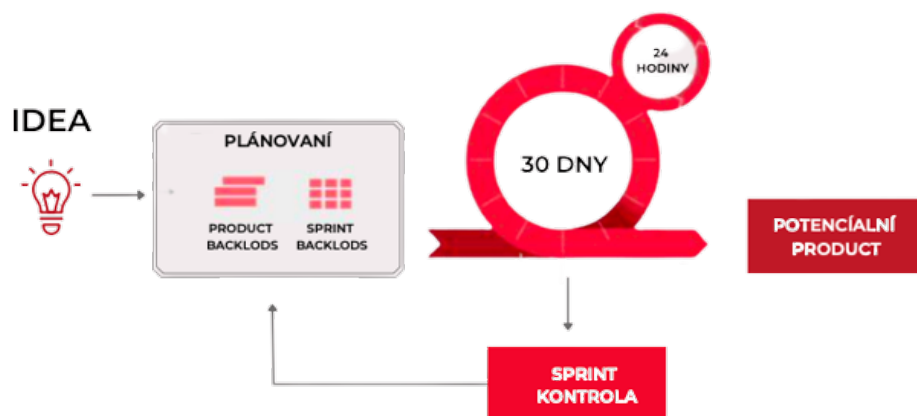 IDEA
PLÁNOVANÍ
PRODUCT
BACKLODS
SPRINT
BACKLODS
24
HODINY
30 DNY
POTENCÍALNÍ
PRODUCT
SPRINT
KONTROLA